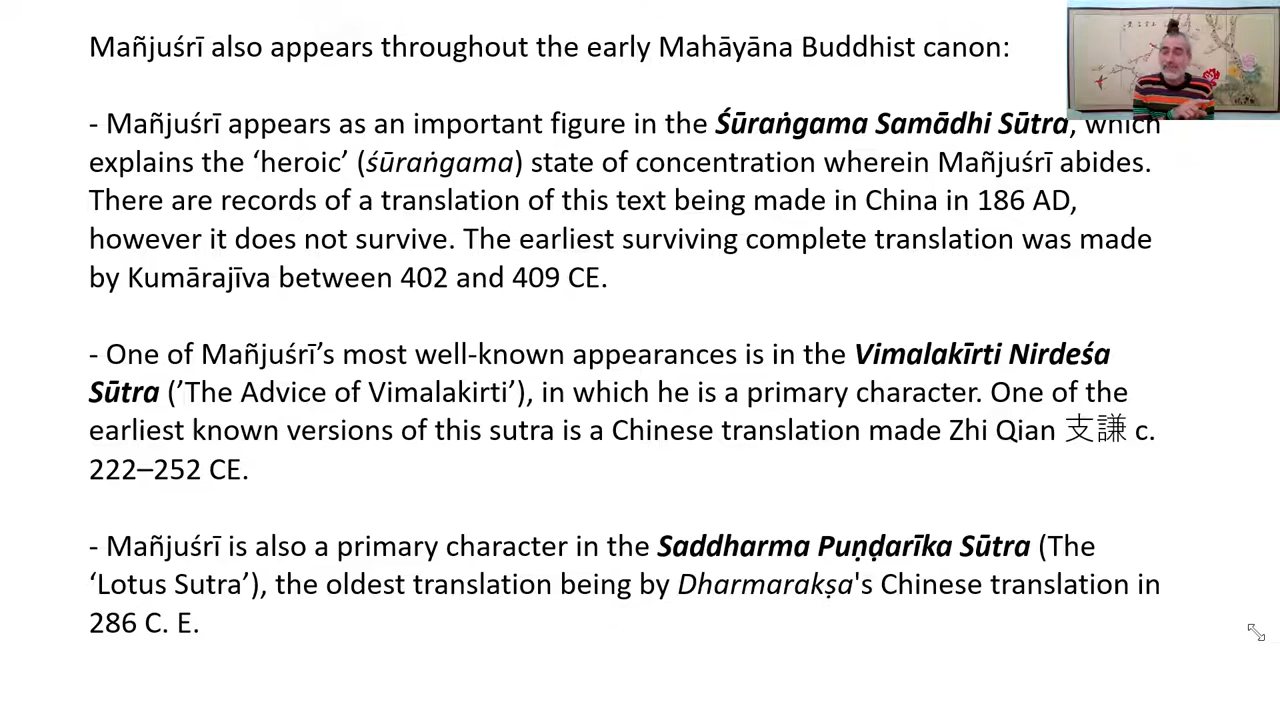 Mañjuśrī also appears throughout the early Mahāyāna Buddhist canon:
- Mañjuśrī appears as an important figure in the Śūraṅgama Samādhi Sūtra, which
explains the ‘heroic’ (śūraṅgama) state of concentration wherein Mañjuśrī abides.
There are records of a translation of this text being made in China in 186 AD,
however it does not survive. The earliest surviving complete translation was made
by Kumārajīva between 402 and 409 CE.
- One of Mañjuśrī’s most well-known appearances is in the Vimalakīrti Nirdeśa
Sūtra (’The Advice of Vimalakirti’), in which he is a primary character. One of the
earliest known versions of this sutra is a Chinese translation made Zhi Qian 支謙 c.
222–252 CE.
- Mañjuśrī is also a primary character in the Saddharma Puṇḍarīka Sūtra (The
‘Lotus Sutra’), the oldest translation being by Dharmarakṣa's Chinese translation in
286 C. E.